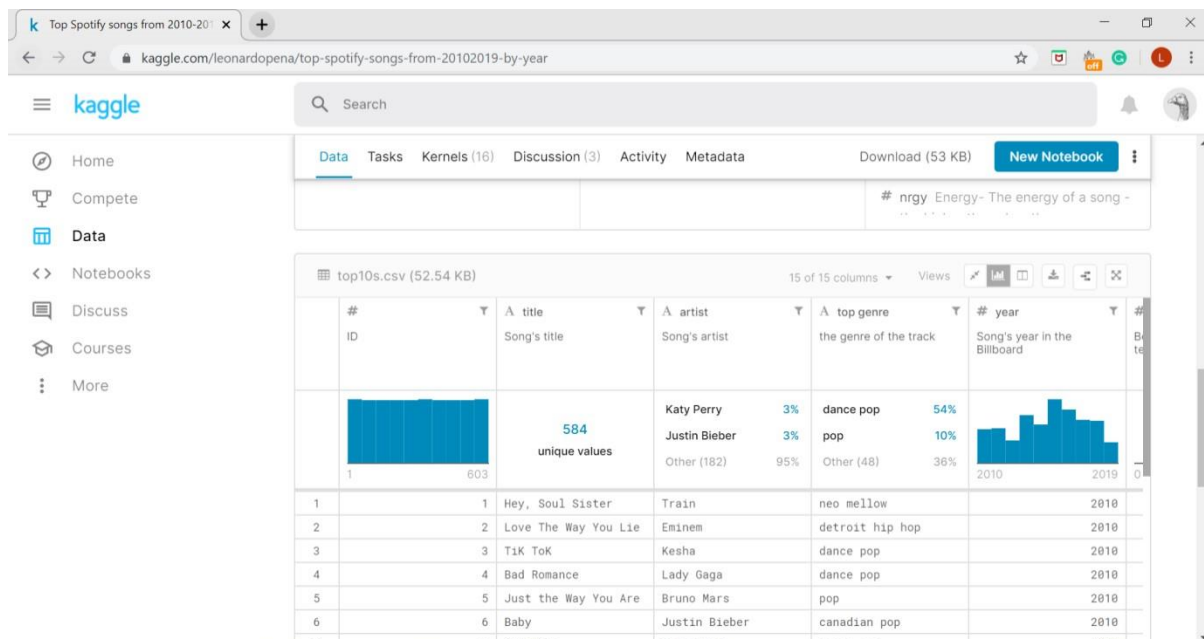 Top Spotify songs from 2010-201
kaggle.com/leonardopena/top-spotify-songs-from-20102019-by-year
off
L
kaggle
Search
Home
Compete
Data
Notebooks
Discuss
Courses
More
Data Tasks Kernels (16) Discussion (3) Activity Metadata Download (53 KB) New Notebook
# nrgy Energy- The energy of a song -
top10s.csv (52.54 KB) 15 of 15 columns Views
# A title A artist A top genre # year #
ID Song's title Song's artist the genre of the track Song's year in the
Billboard
584
unique values
Katy Perry 3% dance pop 54%
Justin Bieber 3% pop 10%
Other (182) 95% Other (48) 36%
1 603 2010 2019 0
1 1 Hey, Soul Sister Train neo mellow 2010
2 2 Love The Way You Lie Eminem detroit hip hop 2010
3 3 TiK ToK Kesha dance pop 2010
4 4 Bad Romance Lady Gaga dance pop 2010
5 5 Just the Way You Are Bruno Mars pop 2010
6 6 Baby Justin Bieber canadian pop 2010